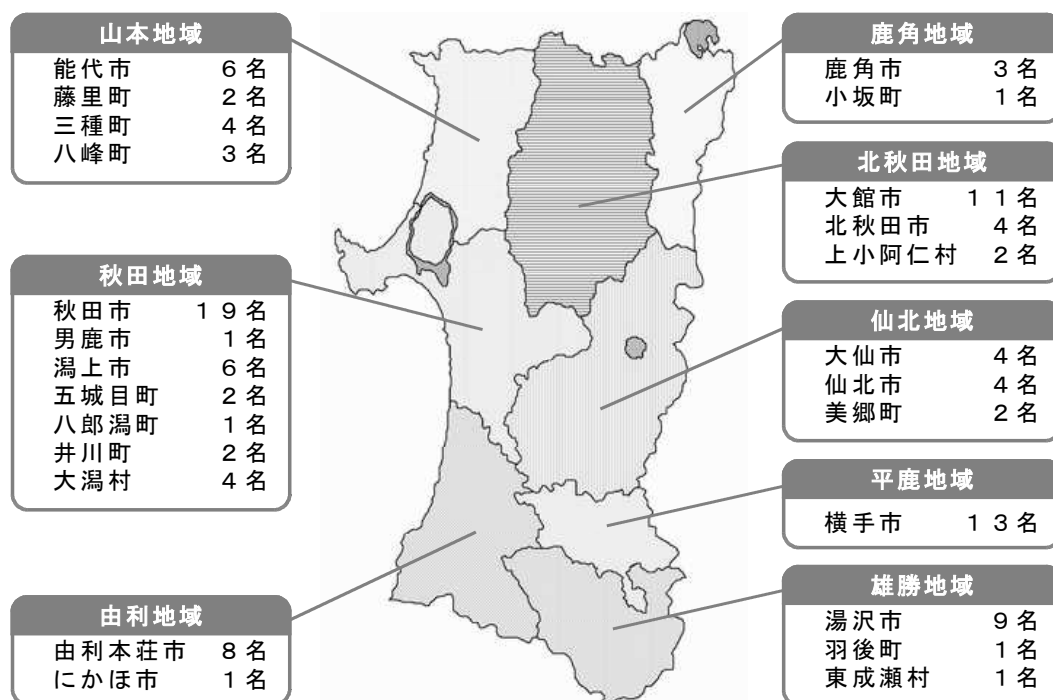 山本地域
能代市 6名
藤里町 2名
三種町 4名
八峰町 3名
秋田地域
秋田市 19名
男鹿市 1名
潟上市 6名
五城目町 2名
八郎潟町 1名
井川町 2名
大潟村 4名
由利地域
由利本荘市 8名
にかほ市 1名
鹿角地域
鹿角市 3名
小坂町 1名
北秋田地域
大館市 11名
北秋田市 4名
上小阿仁村 2名
仙北地域
大仙市 4名
仙北市 4名
美郷町 2名
平鹿地域
横手市 13名
雄勝地域
湯沢市 9名
羽後町 1名
東成瀬村 1名